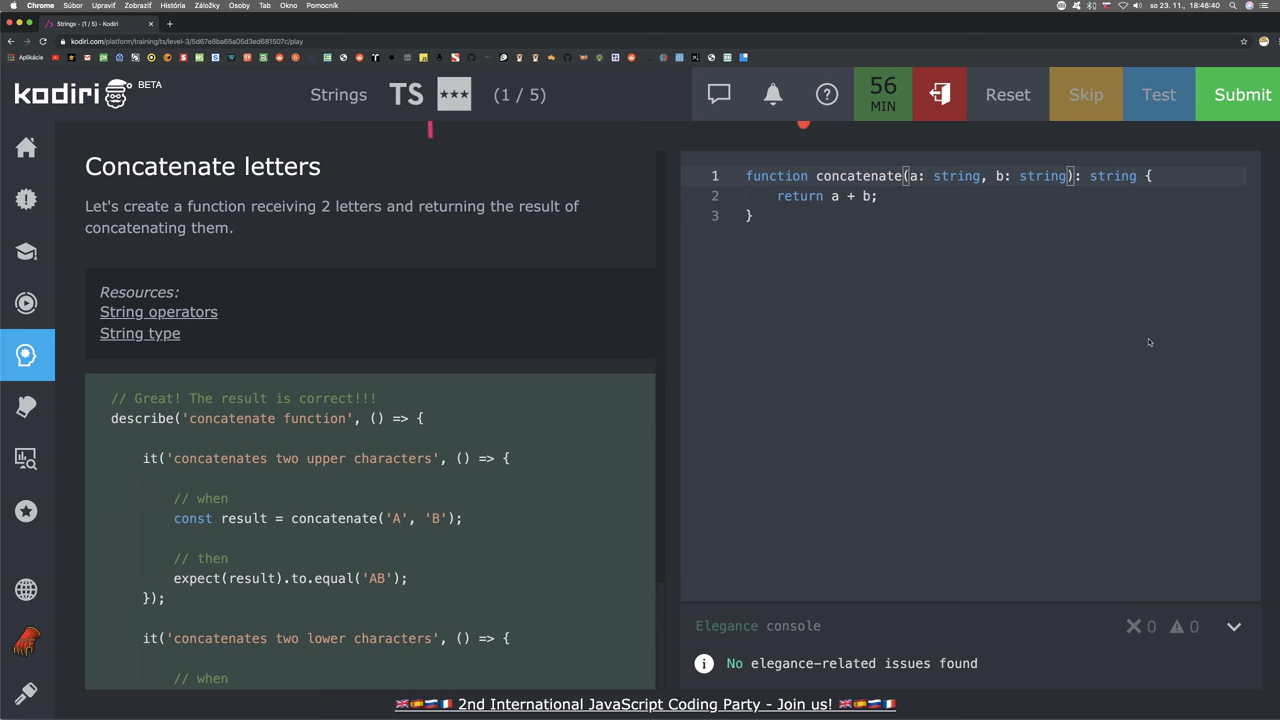 Chrome Súbor Upraviť Zobraziť História Záložky Osoby Tab Okno Pomocník so 23. 11., 18:46:40
Strings - (1 / 5) - Kodiri
kodiri.com/platform/training/ts/level-3/5d67e8ba65a05d3ed681507c/play
Aplikácie
kodiri BETA Strings TS ★★★ (1 / 5) 56 MIN Reset Skip Test Submit
Concatenate letters
Let's create a function receiving 2 letters and returning the result of
concatenating them.
Resources:
String operators
String type
// Great! The result is correct!!!
describe('concatenate function', () => {
it('concatenates two upper characters', () => {
// when
const result = concatenate('A', 'B');
// then
expect(result).to.equal('AB');
});
it('concatenates two lower characters', () => {
// when
1 function concatenate(a: string, b: string): string {
2 return a + b;
3 }
Elegance console 0 0
No elegance-related issues found
2nd International JavaScript Coding Party - Join us!